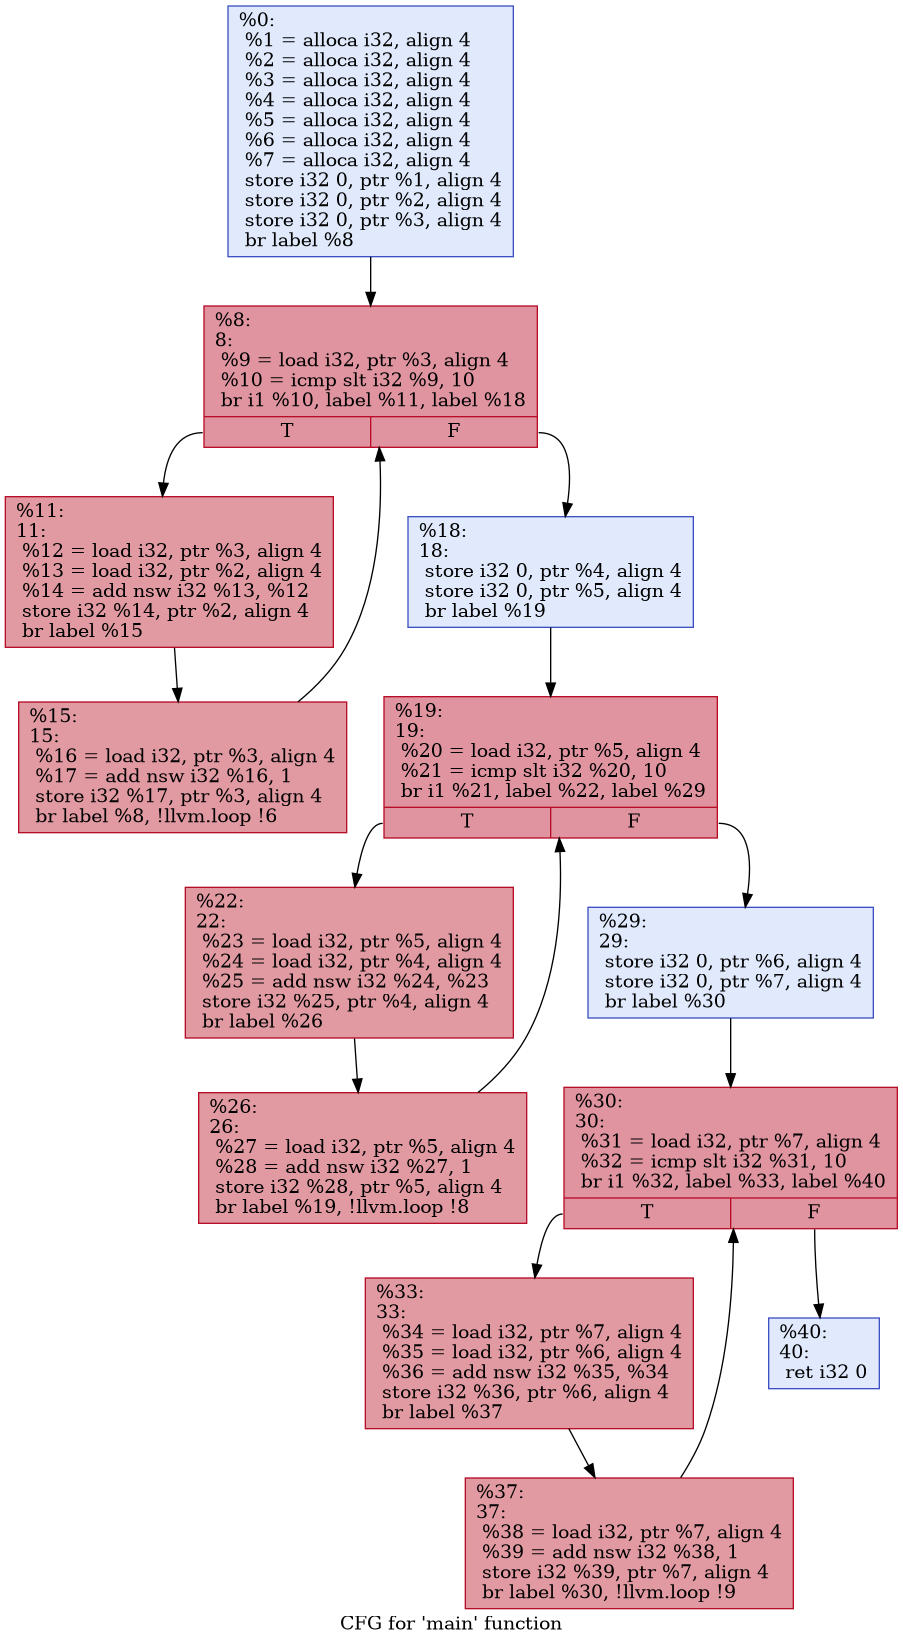 %0:
%1 = alloca i32, align 4
%2 = alloca i32, align 4
%3 = alloca i32, align 4
%4 = alloca i32, align 4
%5 = alloca i32, align 4
%6 = alloca i32, align 4
%7 = alloca i32, align 4
store i32 0, ptr %1, align 4
store i32 0, ptr %2, align 4
store i32 0, ptr %3, align 4
br label %8
%8:
8:
%9 = load i32, ptr %3, align 4
%10 = icmp slt i32 %9, 10
br i1 %10, label %11, label %18
T
F
%11:
11:
%12 = load i32, ptr %3, align 4
%13 = load i32, ptr %2, align 4
%14 = add nsw i32 %13, %12
store i32 %14, ptr %2, align 4
br label %15
%18:
18:
store i32 0, ptr %4, align 4
store i32 0, ptr %5, align 4
br label %19
%15:
15:
%16 = load i32, ptr %3, align 4
%17 = add nsw i32 %16, 1
store i32 %17, ptr %3, align 4
br label %8, !llvm.loop !6
%19:
19:
%20 = load i32, ptr %5, align 4
%21 = icmp slt i32 %20, 10
br i1 %21, label %22, label %29
T
F
%22:
22:
%23 = load i32, ptr %5, align 4
%24 = load i32, ptr %4, align 4
%25 = add nsw i32 %24, %23
store i32 %25, ptr %4, align 4
br label %26
%29:
29:
store i32 0, ptr %6, align 4
store i32 0, ptr %7, align 4
br label %30
%26:
26:
%27 = load i32, ptr %5, align 4
%28 = add nsw i32 %27, 1
store i32 %28, ptr %5, align 4
br label %19, !llvm.loop !8
%30:
30:
%31 = load i32, ptr %7, align 4
%32 = icmp slt i32 %31, 10
br i1 %32, label %33, label %40
T
F
%33:
33:
%34 = load i32, ptr %7, align 4
%35 = load i32, ptr %6, align 4
%36 = add nsw i32 %35, %34
store i32 %36, ptr %6, align 4
br label %37
%40:
40:
ret i32 0
%37:
37:
%38 = load i32, ptr %7, align 4
%39 = add nsw i32 %38, 1
store i32 %39, ptr %7, align 4
br label %30, !llvm.loop !9
CFG for 'main' function